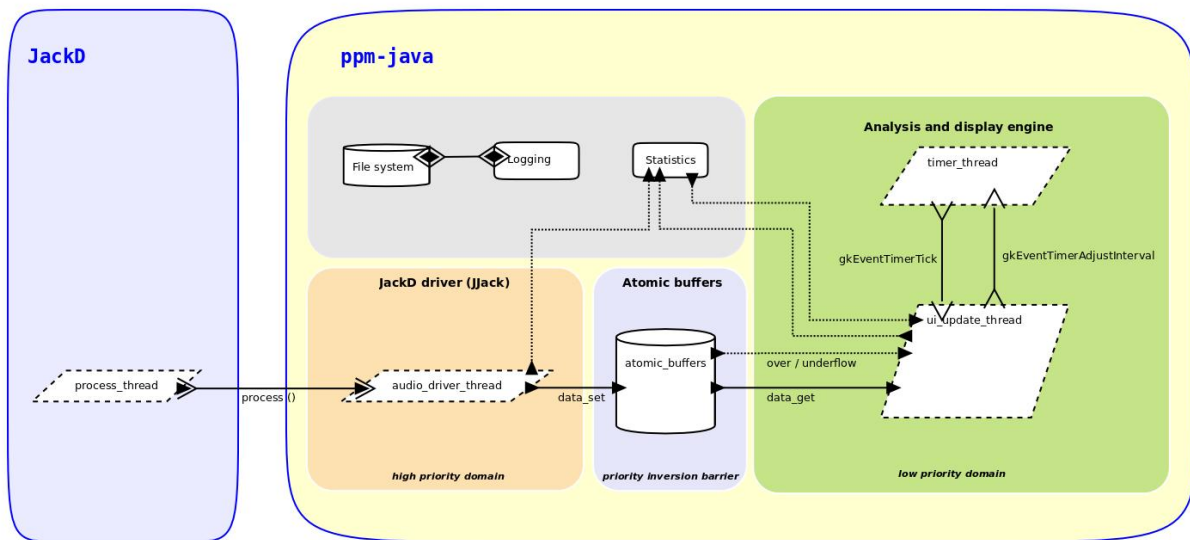 JackD
ppm-java
Analysis and display engine
File system
Logging
Statistics
timer_thread
gkEventTimerTick
gkEventTimerAdjustInterval
JackD driver (JJack)
Atomic buffers
ui_update_thread
process_thread
process ()
audio_driver_thread
data_set
atomic_buffers
over / underflow
data_get
high priority domain
priority inversion barrier
low priority domain